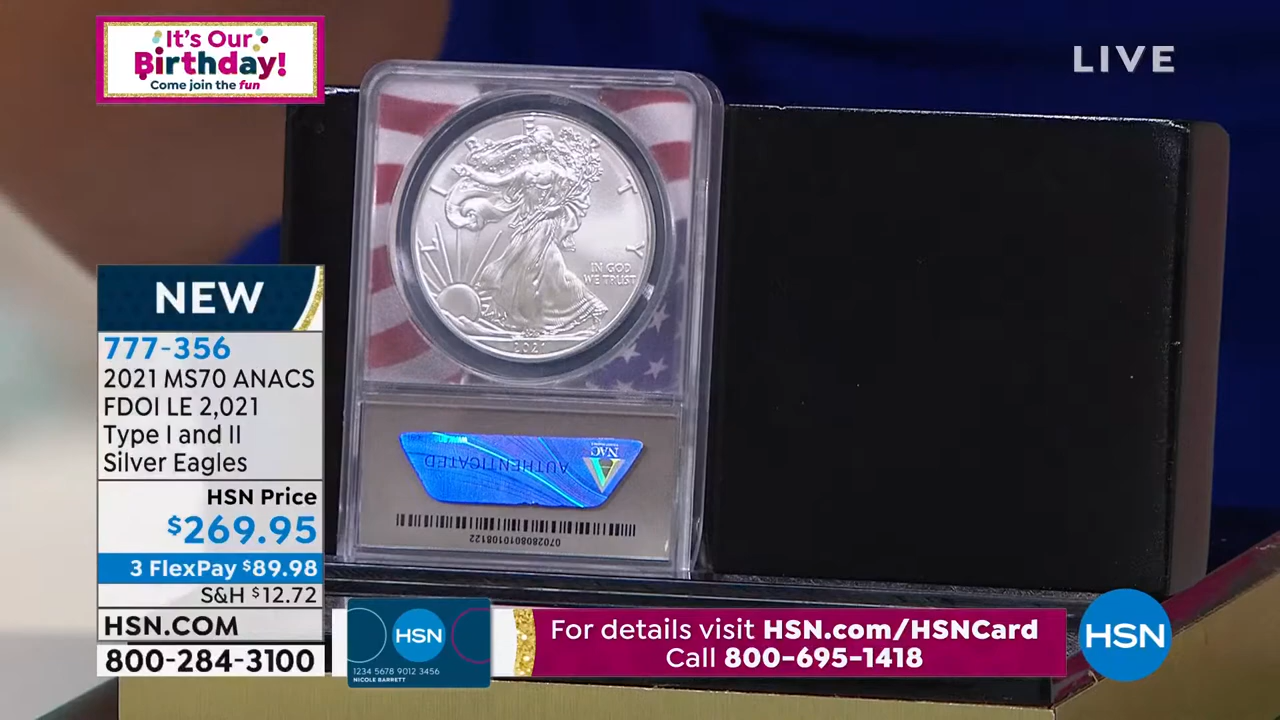 It's Our
Birthday!
Come join the fun
LIVE
LIBERTY
IN GOD
WE TRUST
2021
NEW
777-356
2021 MS70 ANACS
FDOI LE 2,021
Type I and II
Silver Eagles
HSN Price
$269.95
3 FlexPay $89.98
S&H $12.72
HSN.COM
800-284-3100
AUTHENTICATED
0702808010108122
HSN
1234 5678 9012 3456
NICOLE BARRETT
For details visit HSN.com/HSNCard
Call 800-695-1418
HSN